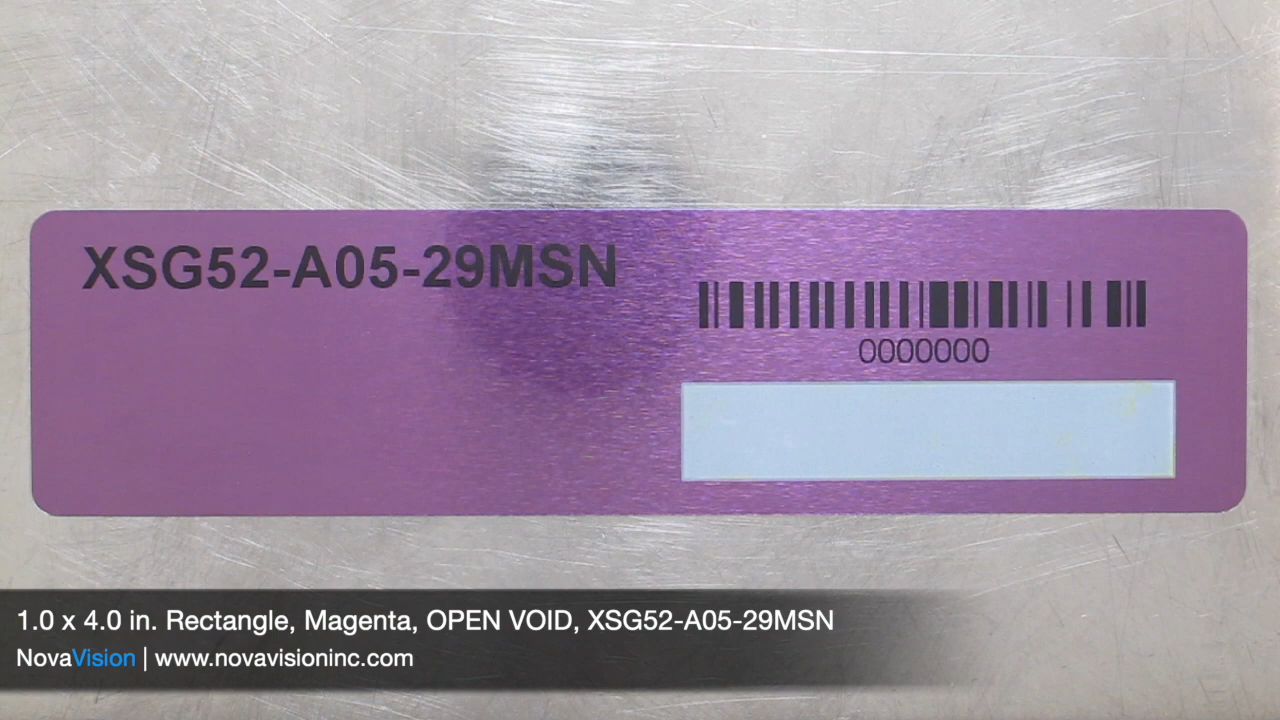 XSG52-A05-29MSN
0000000
1.0 x 4.0 in. Rectangle, Magenta, OPEN VOID, XSG52-A05-29MSN
NovaVision | www.novavisioninc.com